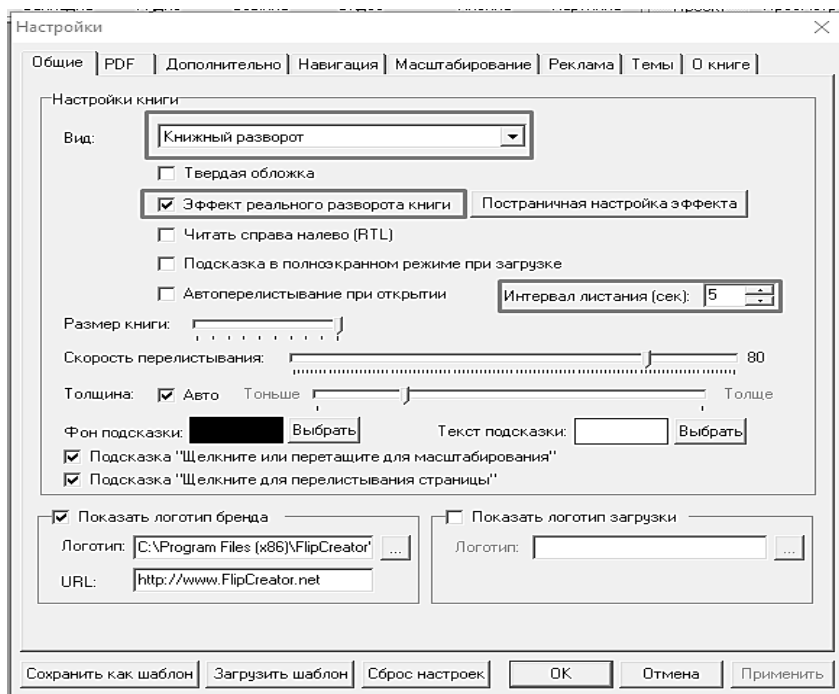 Настройки
Общие PDF Дополнительно Навигация Масштабирование Реклама Темы О книге
Настройки книги
Вид: Книжный разворот
Твердая обложка
Эффект реального разворота книги Постраничная настройка эффекта
Читать справа налево (RTL)
Подсказка в полноэкранном режиме при загрузке
Автоперелистывание при открытии Интервал листания (сек): 5
Размер книги:
Скорость перелистывания: 80
Толщина: Авто Тоньше Толще
Фон подсказки: Выбрать Текст подсказки: Выбрать
Подсказка "Щелкните или перетащите для масштабирования"
Подсказка "Щелкните для перелистывания страницы"
Показать логотип бренда Показать логотип загрузки
Логотип: C:\Program Files (x86)\FlipCreator' ... Логотип: ...
URL: http://www.FlipCreator.net
Сохранить как шаблон Загрузить шаблон Сброс настроек OK Отмена Применить